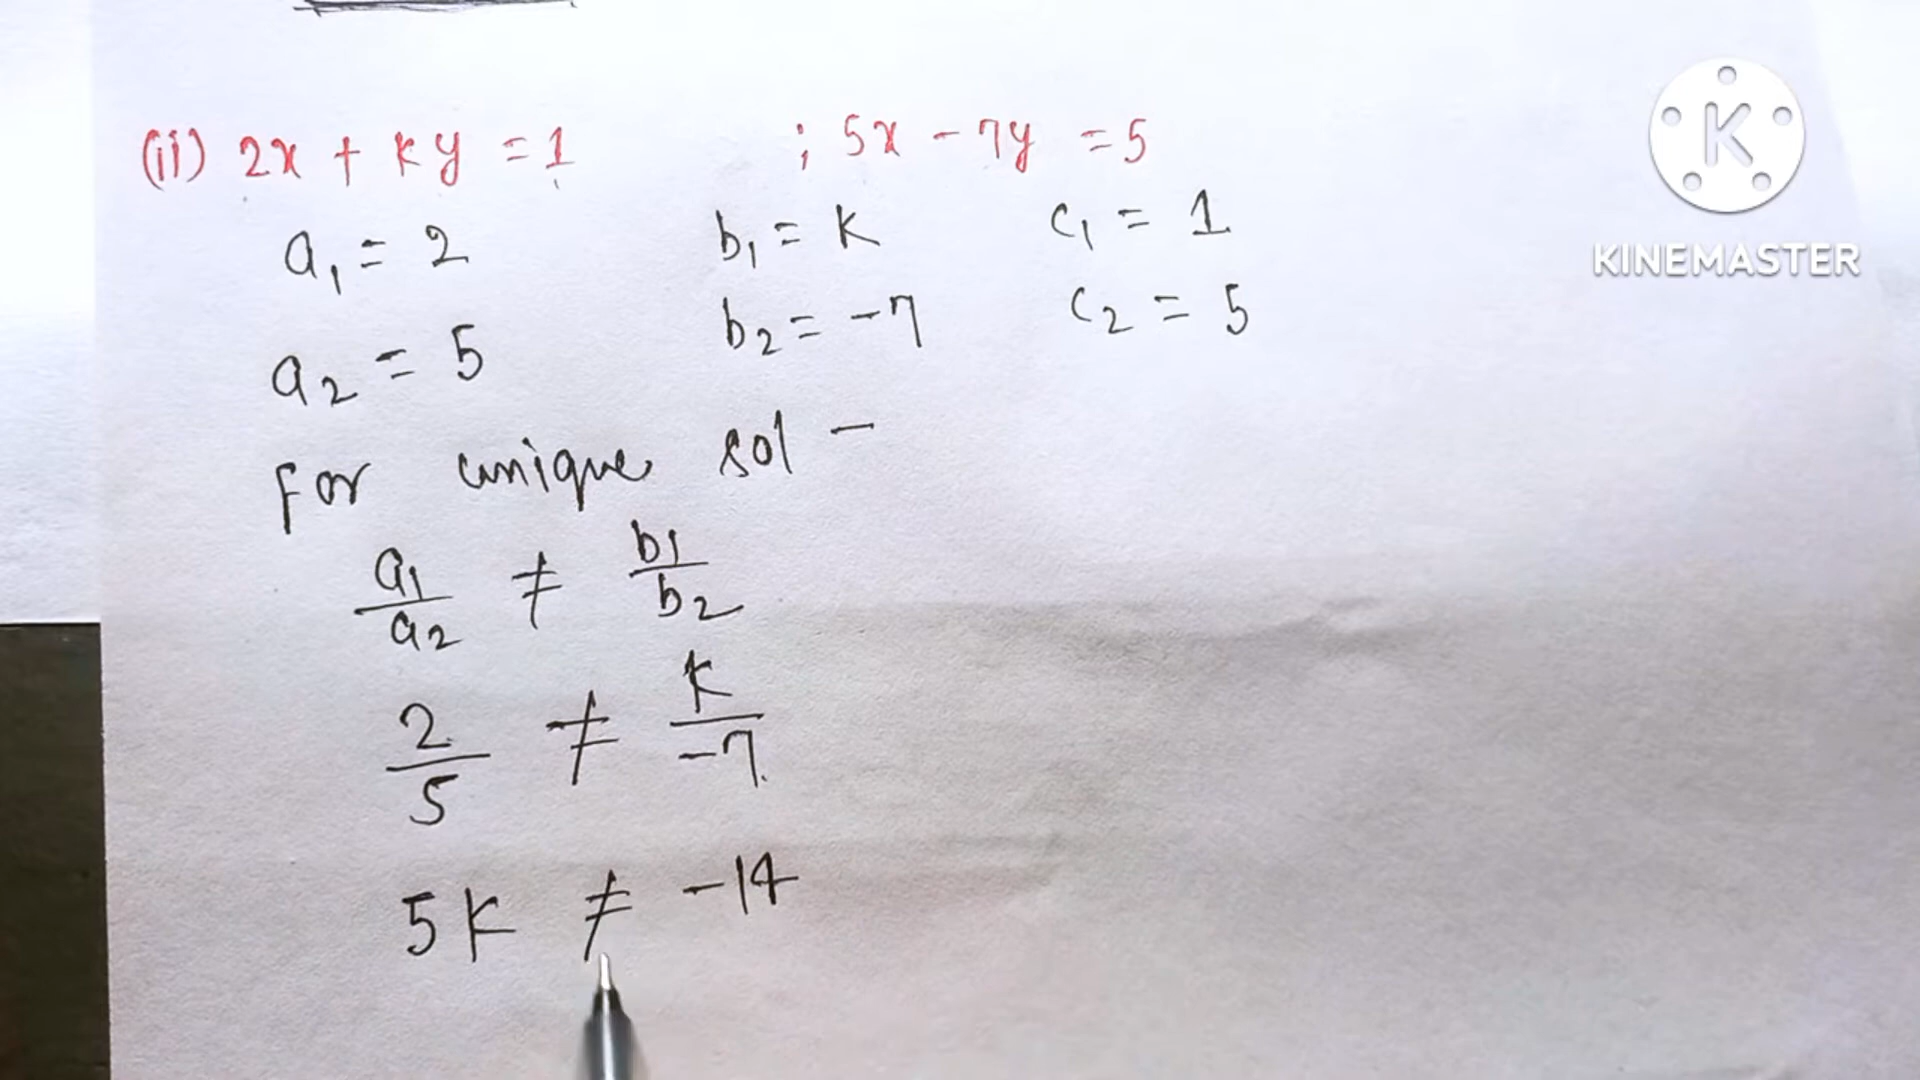 (ii) 2x + ky = 1 ; 5x - 7y = 5
a₁ = 2 b₁ = k c₁ = 1
a₂ = 5 b₂ = -7 c₂ = 5
For unique sol -
a₁/a₂ ≠ b₁/b₂
2/5 ≠ k/-7
5k ≠ -14
K
KINEMASTER